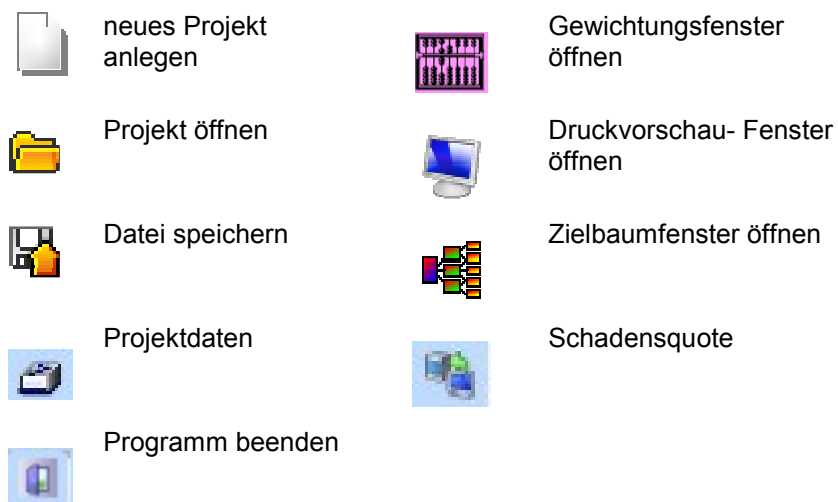 neues Projekt
anlegen
Gewichtungsfenster
öffnen
Projekt öffnen
Druckvorschau- Fenster
öffnen
Datei speichern
Zielbaumfenster öffnen
Projektdaten
Schadensquote
Programm beenden